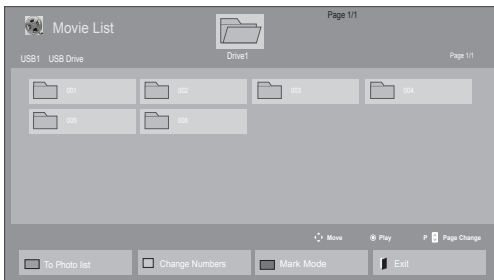 Page 1/1
Movie List
Drive1
USB1 USB Drive
Page 1/1
001 002 003 004
005 006
Move Play P Page Change
To Photo list Change Numbers Mark Mode Exit